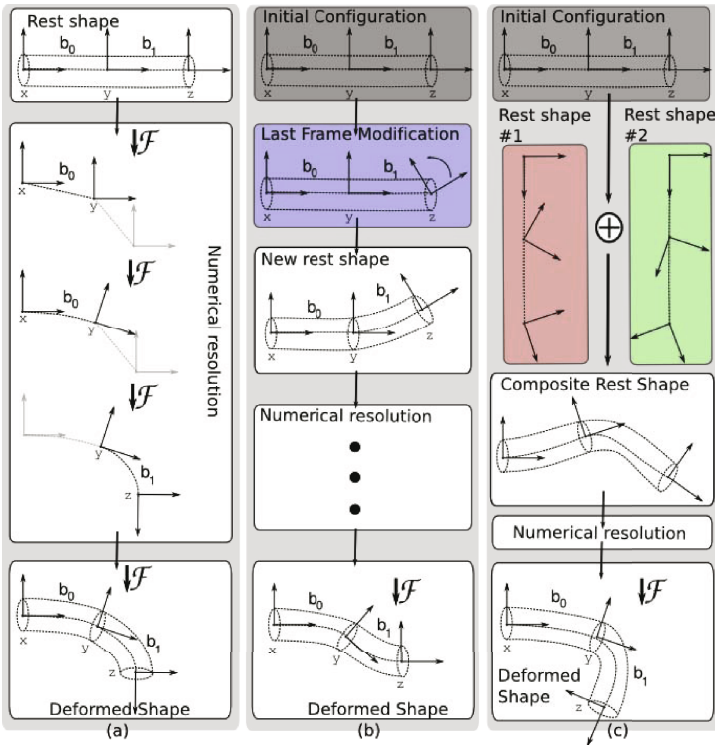 Rest shape
b0 b1
x y z
F
b0
x y
F
b0
y
F
y b1
z
Numerical resolution
F
b0
b1
x y
z
Deformed Shape
(a)
Initial Configuration
b0 b1
x y z
Last Frame Modification
b0 b1
x z
New rest shape
b0 b1
x y z
Numerical resolution
F
b0 b1
x y z
Deformed Shape
(b)
Initial Configuration
b0 b1
x y z
Rest shape
#1
Rest shape
#2
Composite Rest Shape
Numerical resolution
F
b0
x y
b1
Deformed
Shape
z
(c)